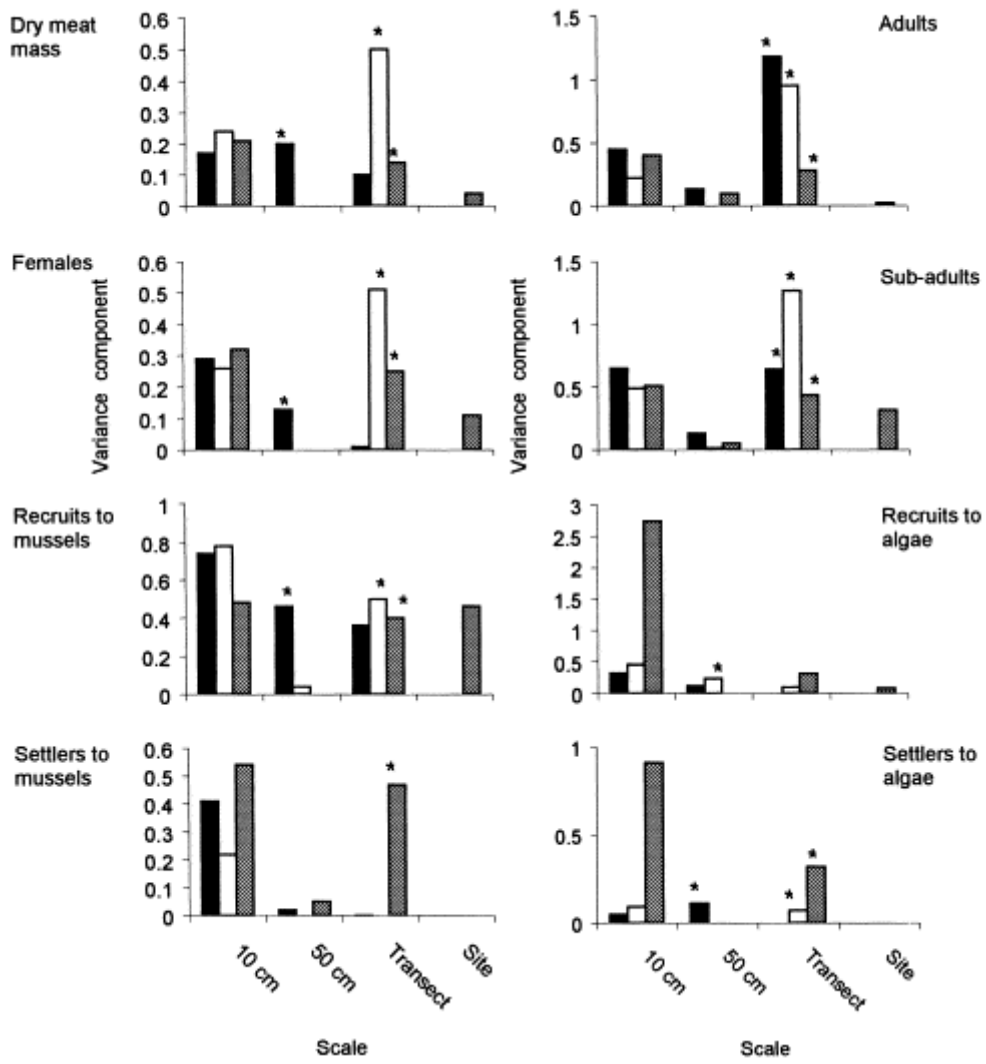 Dry meat
mass
0.6
0.5
0.4
0.3
0.2
0.1
0
*
*
*
Adults
1.5
1
0.5
0
*
*
*
Females
0.6
0.5
0.4
0.3
0.2
0.1
0
*
*
*
Variance component
Sub-adults
1.5
1
0.5
0
*
*
*
Variance component
Recruits to
mussels
1
0.8
0.6
0.4
0.2
0
*
*
*
Recruits to
algae
3
2.5
2
1.5
1
0.5
0
*
Settlers to
mussels
0.6
0.5
0.4
0.3
0.2
0.1
0
*
10 cm
50 cm
Transect
Site
Scale
Settlers to
algae
1
0.5
0
*
*
*
10 cm
50 cm
Transect
Site
Scale